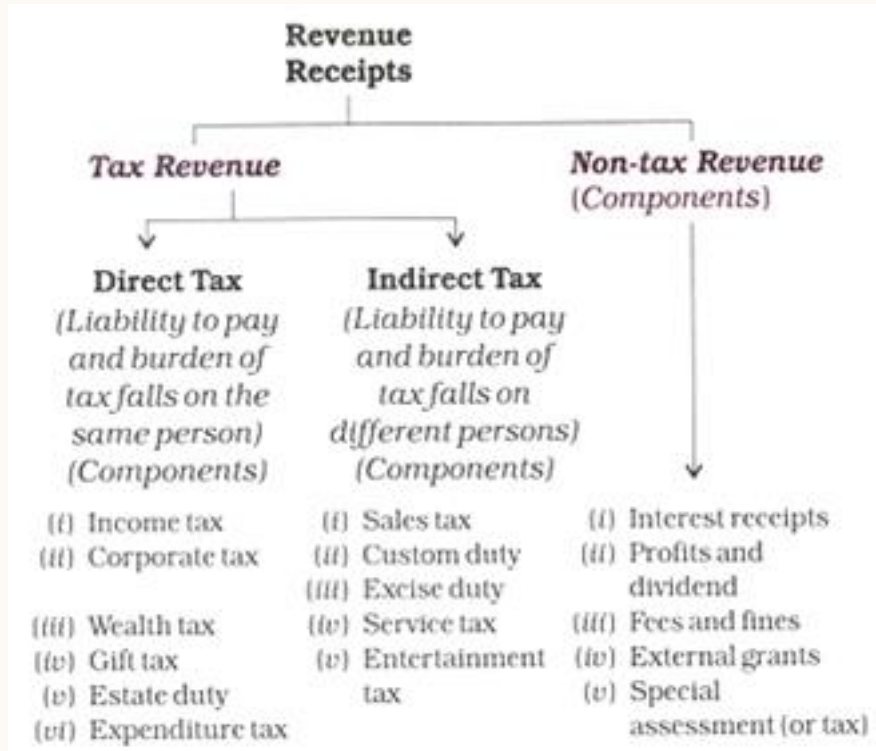 Revenue
Receipts
Tax Revenue
Non-tax Revenue
(Components)
Direct Tax
(Liability to pay
and burden of
tax falls on the
same person)
(Components)
(i) Income tax
(ii) Corporate tax
(iii) Wealth tax
(iv) Gift tax
(v) Estate duty
(vi) Expenditure tax
Indirect Tax
(Liability to pay
and burden of
tax falls on
different persons)
(Components)
(i) Sales tax
(ii) Custom duty
(iii) Excise duty
(iv) Service tax
(v) Entertainment
tax
(i) Interest receipts
(ii) Profits and
dividend
(iii) Fees and fines
(iv) External grants
(v) Special
assessment (or tax)